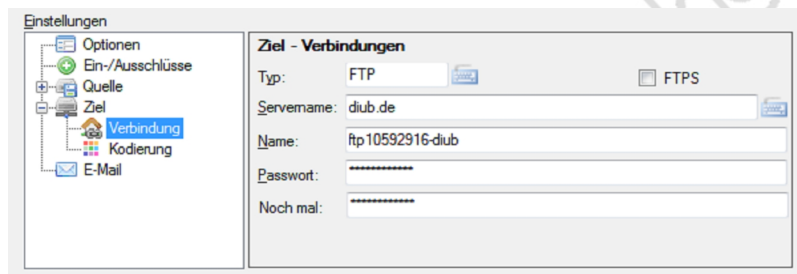 Einstellungen
Optionen
Ein-/Ausschlüsse
Quelle
Ziel
Verbindung
Kodierung
E-Mail
Ziel - Verbindungen
Typ: FTP FTPS
Servername: diub.de
Name: ftp10592916-diub
Passwort: ************
Noch mal: ************